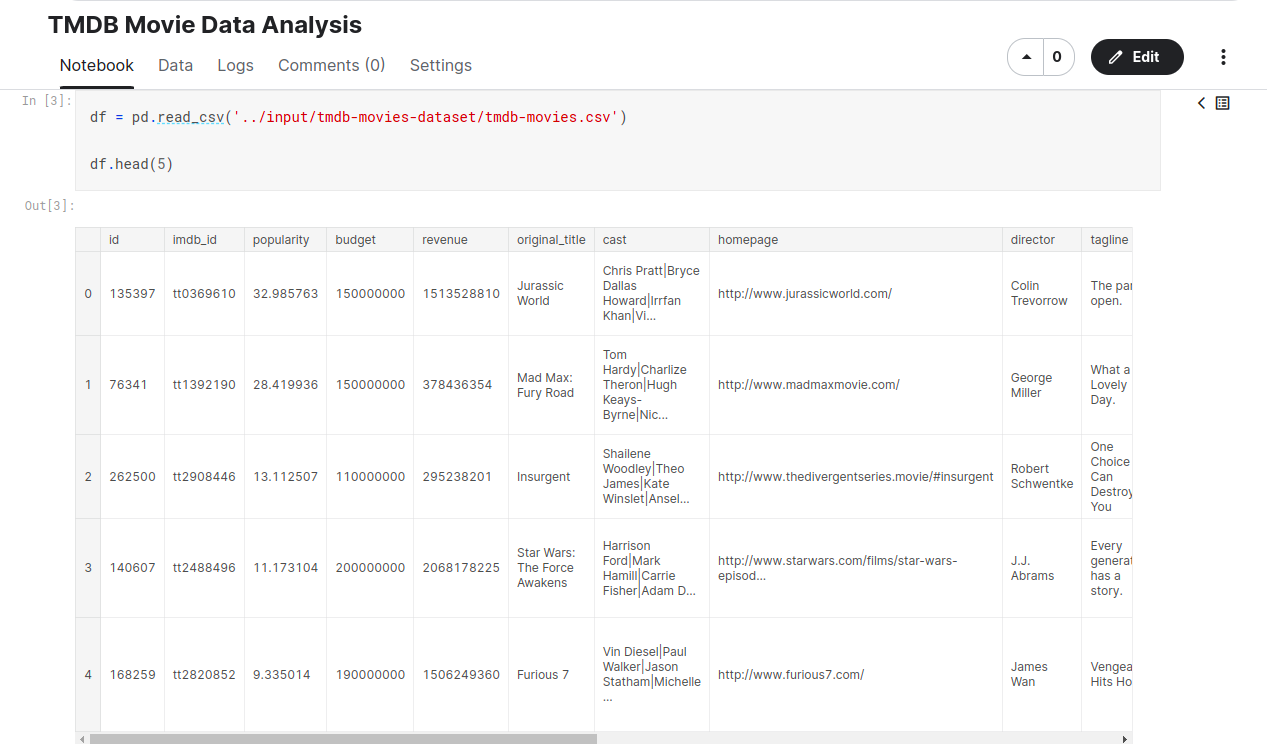 TMDB Movie Data Analysis
Notebook Data Logs Comments (0) Settings
0 Edit
In [3]:
df = pd.read_csv('../input/tmdb-movies-dataset/tmdb-movies.csv')
df.head(5)
Out[3]:
id imdb_id popularity budget revenue original_title cast homepage director tagline
0 135397 tt0369610 32.985763 150000000 1513528810
Jurassic
World
Chris Pratt|Bryce
Dallas
Howard|Irrfan
Khan|Vi...
http://www.jurassicworld.com/
Colin
Trevorrow
The par
open.
1 76341 tt1392190 28.419936 150000000 378436354
Mad Max:
Fury Road
Tom
Hardy|Charlize
Theron|Hugh
Keays-
Byrne|Nic...
http://www.madmaxmovie.com/
George
Miller
What a
Lovely
Day.
2 262500 tt2908446 13.112507 110000000 295238201
Insurgent
Shailene
Woodley|Theo
James|Kate
Winslet|Ansel...
http://www.thedivergentseries.movie/#insurgent
Robert
Schwentke
One
Choice
Can
Destroy
You
3 140607 tt2488496 11.173104 200000000 2068178225
Star Wars:
The Force
Awakens
Harrison
Ford|Mark
Hamill|Carrie
Fisher|Adam D...
http://www.starwars.com/films/star-wars-
episod...
J.J.
Abrams
Every
generat
has a
story.
4 168259 tt2820852 9.335014 190000000 1506249360
Furious 7
Vin Diesel|Paul
Walker|Jason
Statham|Michelle
...
http://www.furious7.com/
James
Wan
Vengea
Hits Ho